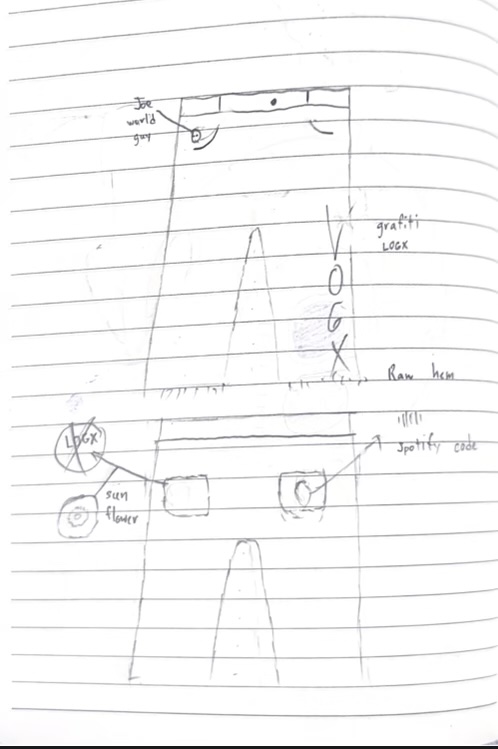 Joe
world
guy
grafiti
LOGX
V
O
G
X
Raw hem
LOGX
Spotify code
sun
flower